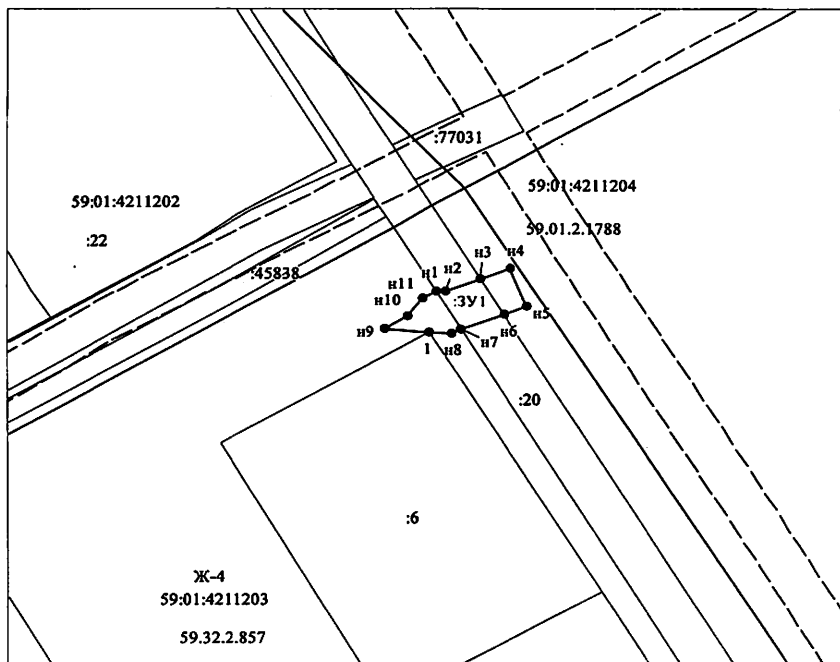 :77031
59:01:4211204
59:01:4211202
59.01.2.1788
:22
:45838
н1
н2
н3
н4
н11
:ЗУ1
н10
н5
н6
н9
1
н8
н7
:20
:6
Ж-4
59:01:4211203
59.32.2.857